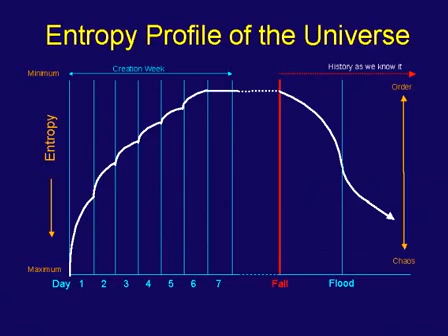 Entropy Profile of the Universe
Minimum
Creation Week
History as we know it
Order
Entropy
Maximum
Chaos
Day 1 2 3 4 5 6 7 Fall Flood